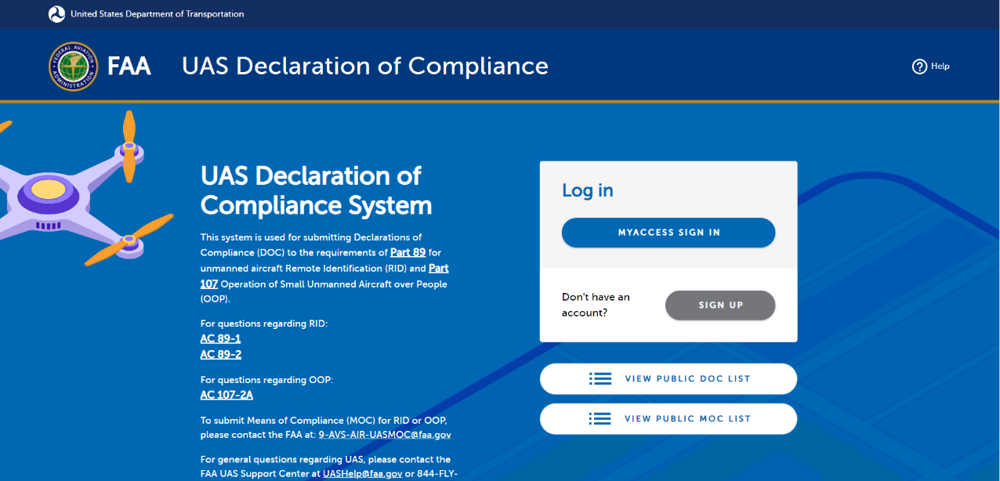 United States Department of Transportation
FAA
UAS Declaration of Compliance
Help
UAS Declaration of
Compliance System
This system is used for submitting Declarations of
Compliance (DOC) to the requirements of Part 89 for
unmanned aircraft Remote Identification (RID) and Part
107 Operation of Small Unmanned Aircraft over People
(OOP).
For questions regarding RID:
AC 89-1
AC 89-2
For questions regarding OOP:
AC 107-2A
To submit Means of Compliance (MOC) for RID or OOP,
please contact the FAA at: 9-AVS-AIR-UASMOC@faa.gov
For general questions regarding UAS, please contact the
FAA UAS Support Center at UASHelp@faa.gov or 844-FLY-
Log in
MYACCESS SIGN IN
Don't have an
account?
SIGN UP
VIEW PUBLIC DOC LIST
VIEW PUBLIC MOC LIST
FEDERAL AVIATION
ADMINISTRATION